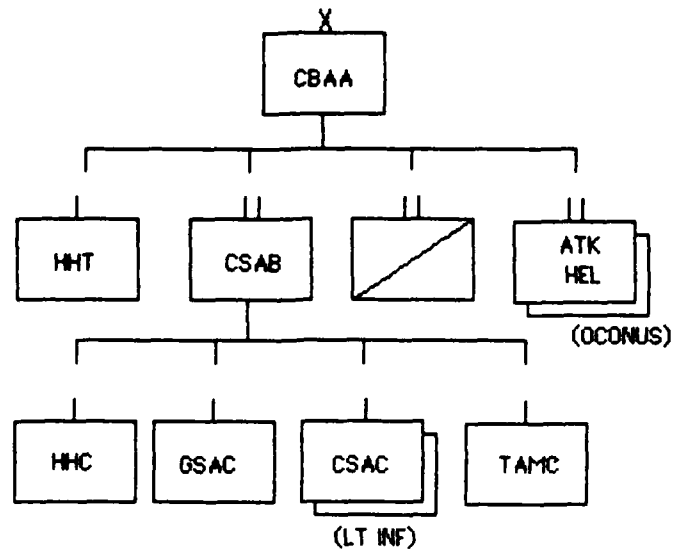 X
CBAA
HHT
CSAB
ATK
HEL
(OCONUS)
HHC
GSAC
CSAC
TAMC
(LT INF)